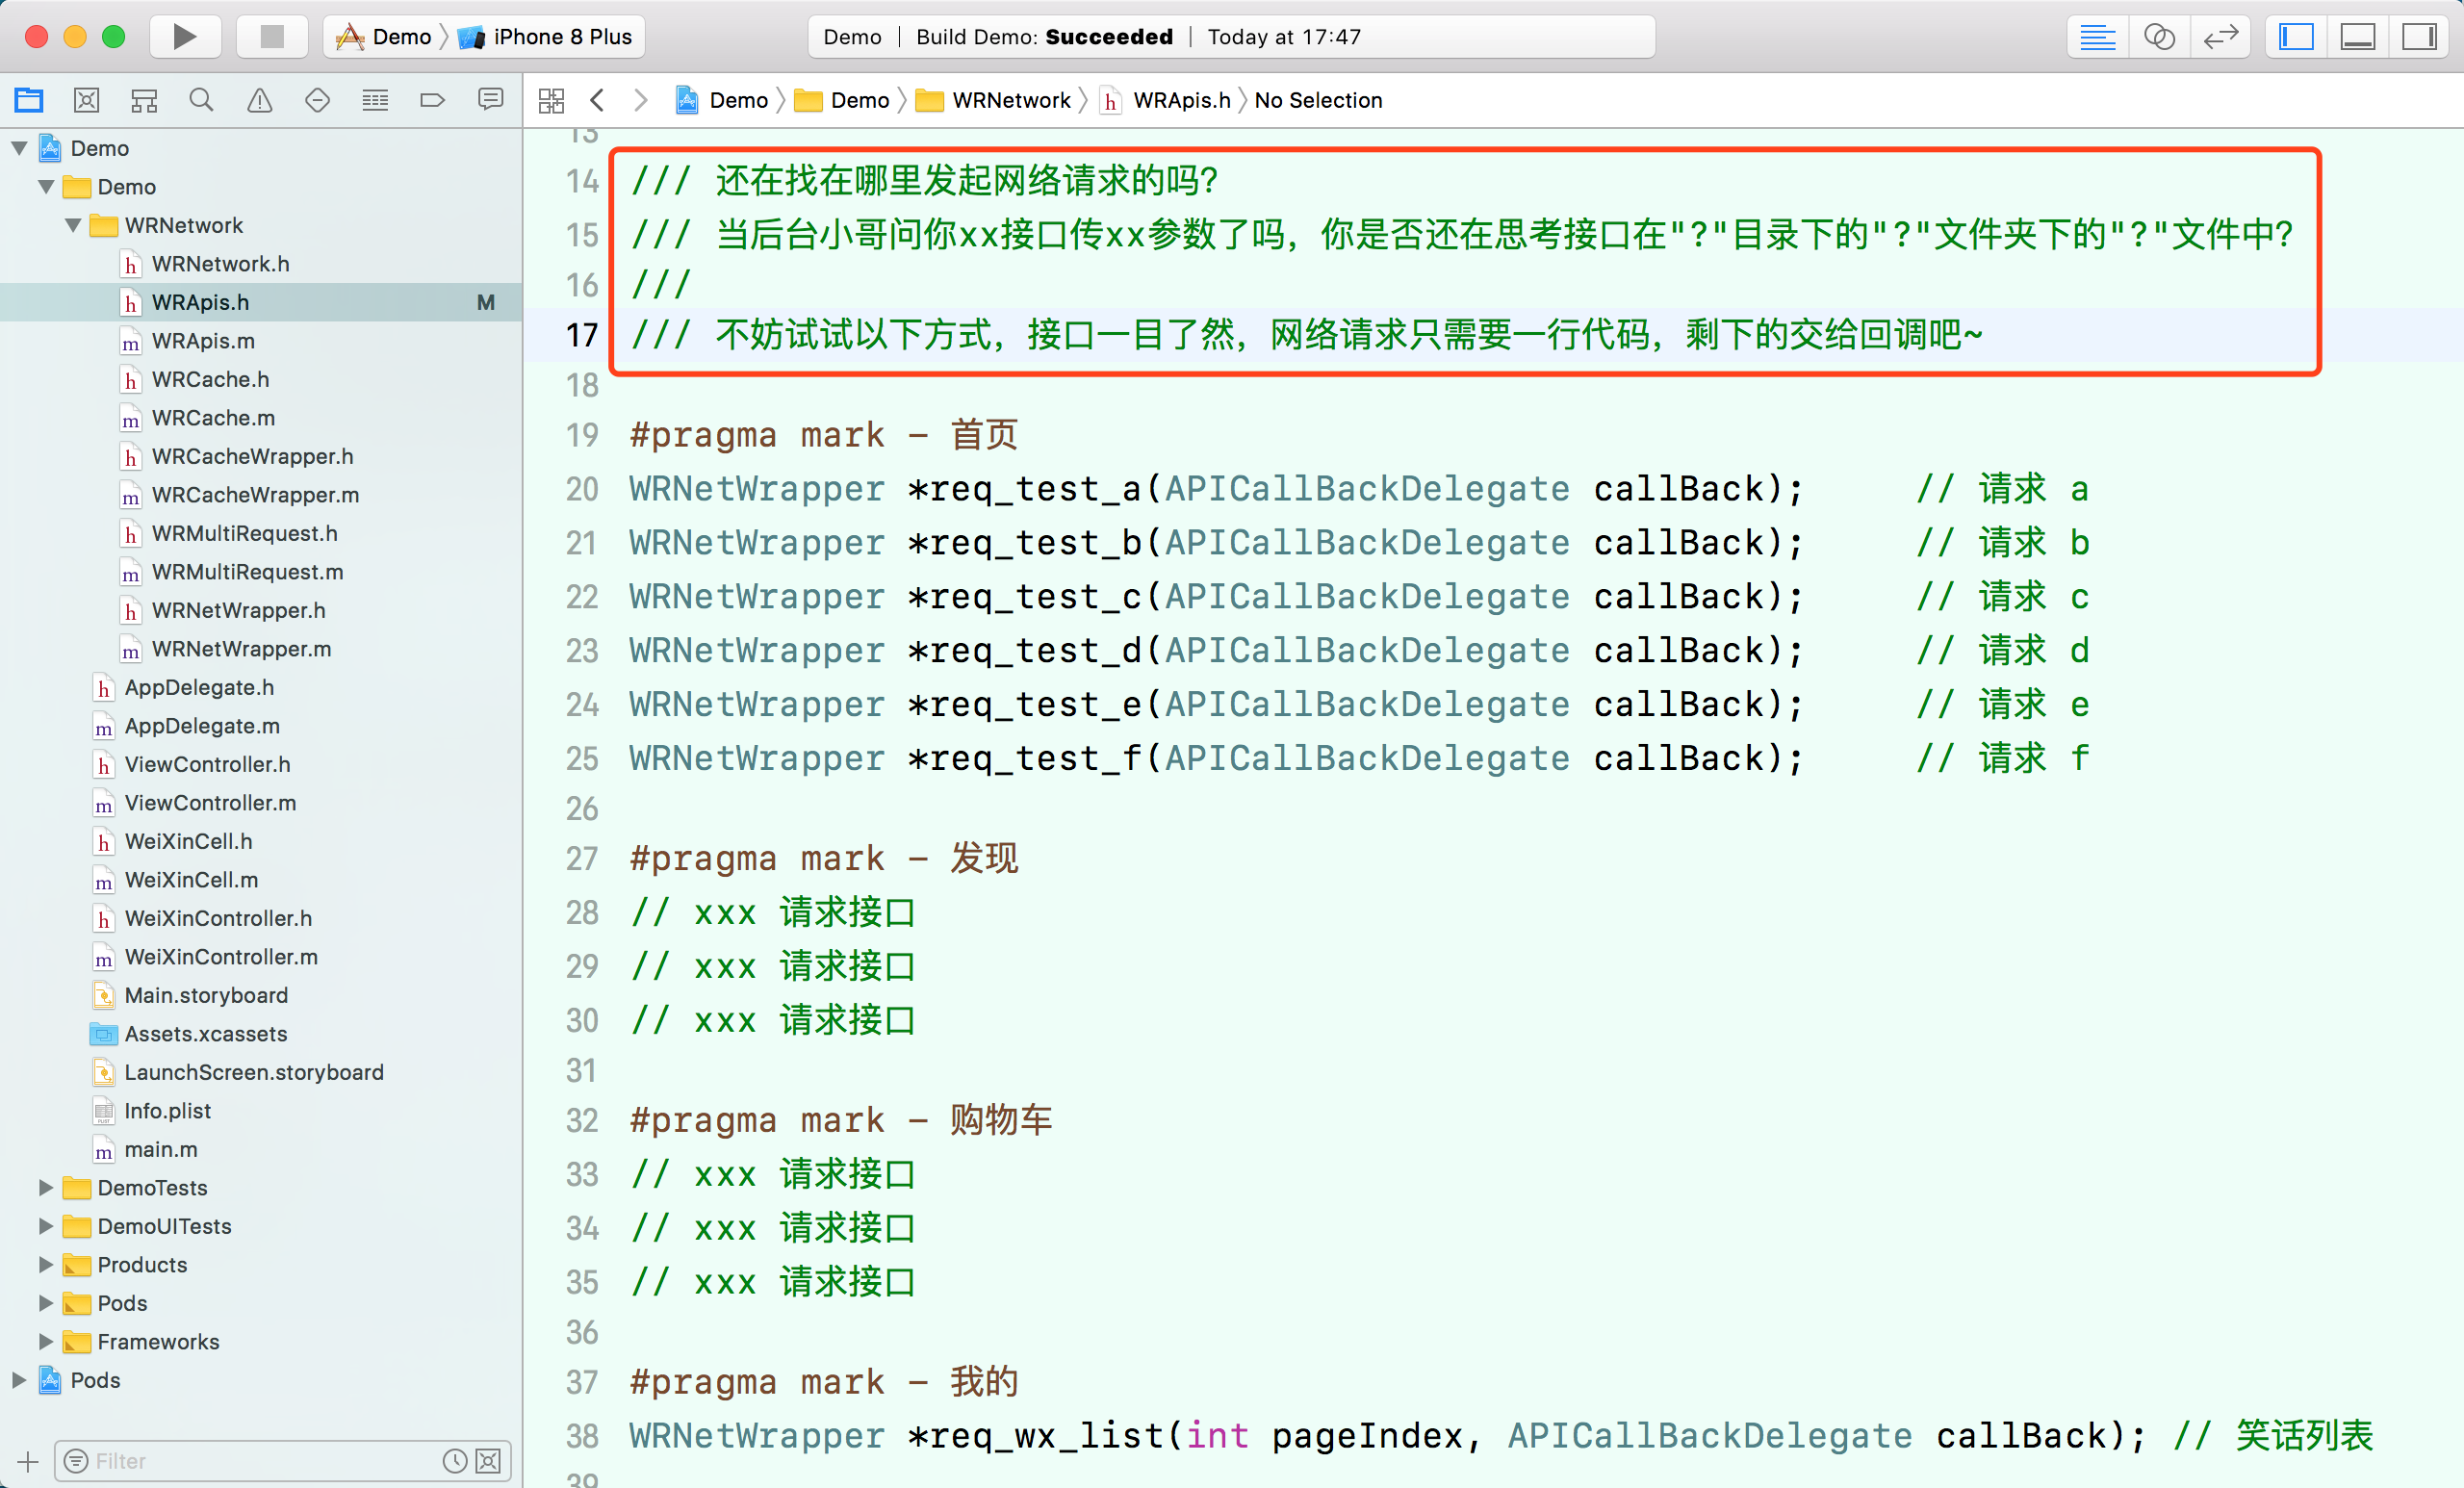 Demo
iPhone 8 Plus
Demo | Build Demo: Succeeded | Today at 17:47
Demo
Demo
WRNetwork
WRNetwork.h
WRApis.h M
WRApis.m
WRCache.h
WRCache.m
WRCacheWrapper.h
WRCacheWrapper.m
WRMultiRequest.h
WRMultiRequest.m
WRNetWrapper.h
WRNetWrapper.m
AppDelegate.h
AppDelegate.m
ViewController.h
ViewController.m
WeiXinCell.h
WeiXinCell.m
WeiXinController.h
WeiXinController.m
Main.storyboard
Assets.xcassets
LaunchScreen.storyboard
Info.plist
main.m
DemoTests
DemoUITests
Products
Pods
Frameworks
Pods
Filter
Demo Demo WRNetwork WRApis.h No Selection
13
14 /// 还在找在哪里发起网络请求的吗？
15 /// 当后台小哥问你xx接口传xx参数了吗，你是否还在思考接口在"?"目录下的"?"文件夹下的"?"文件中？
16 ///
17 /// 不妨试试以下方式，接口一目了然，网络请求只需要一行代码，剩下的交给回调吧~
18
19 #pragma mark - 首页
20 WRNetWrapper *req_test_a(APICallBackDelegate callBack); // 请求 a
21 WRNetWrapper *req_test_b(APICallBackDelegate callBack); // 请求 b
22 WRNetWrapper *req_test_c(APICallBackDelegate callBack); // 请求 c
23 WRNetWrapper *req_test_d(APICallBackDelegate callBack); // 请求 d
24 WRNetWrapper *req_test_e(APICallBackDelegate callBack); // 请求 e
25 WRNetWrapper *req_test_f(APICallBackDelegate callBack); // 请求 f
26
27 #pragma mark - 发现
28 // xxx 请求接口
29 // xxx 请求接口
30 // xxx 请求接口
31
32 #pragma mark - 购物车
33 // xxx 请求接口
34 // xxx 请求接口
35 // xxx 请求接口
36
37 #pragma mark - 我的
38 WRNetWrapper *req_wx_list(int pageIndex, APICallBackDelegate callBack); // 笑话列表
39